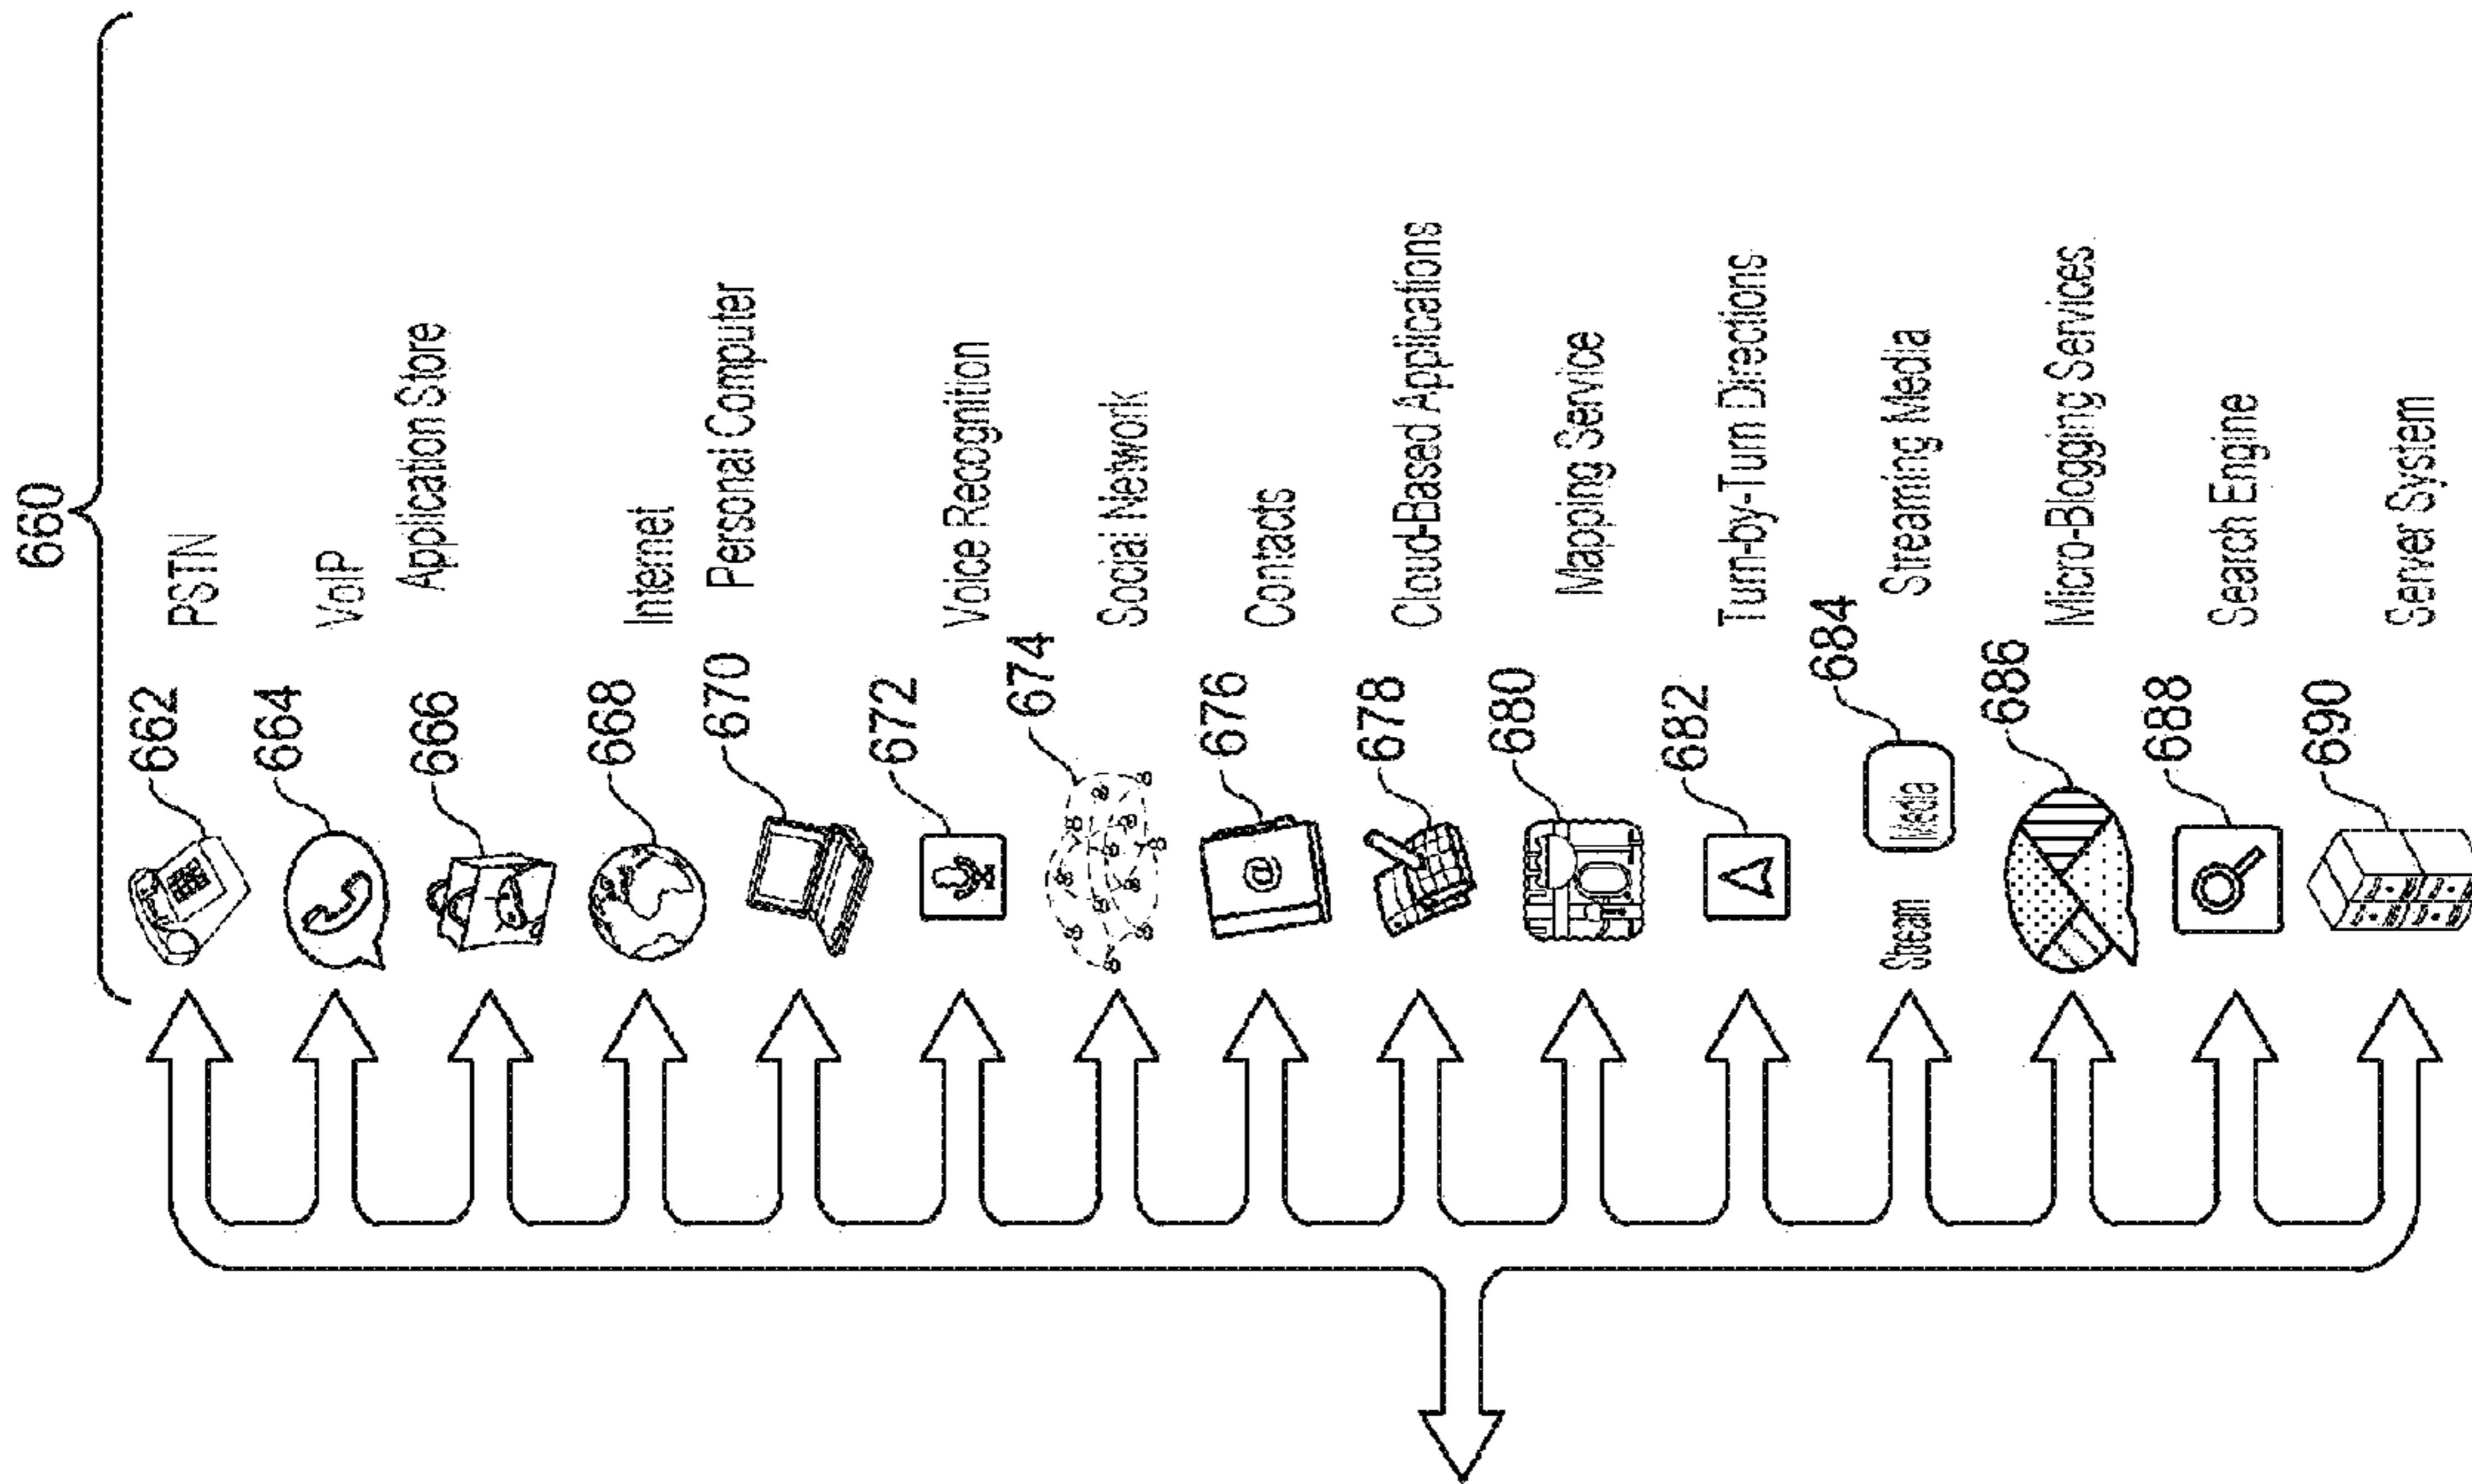 660
662
PSTN
664
VoIP
666
Application Store
668
Internet
670
Personal Computer
672
Voice Recognition
674
Social Network
676
@
Contacts
678
Cloud-Based Applications
680
Mapping Service
682
Turn-by-Turn Directions
684
Stream
Media
Streaming Media
686
Micro-Blogging Services
688
Search Engine
690
Server System